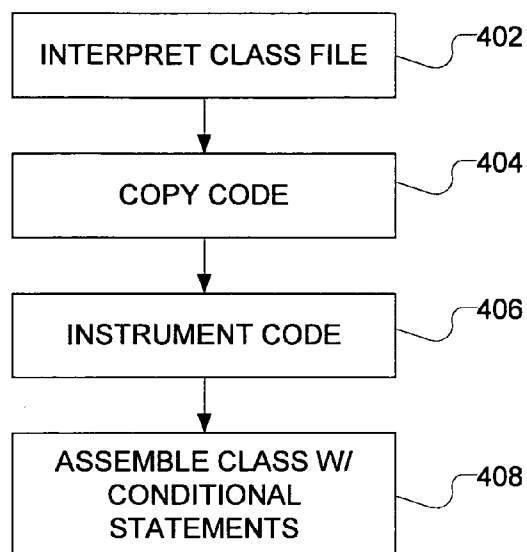 INTERPRET CLASS FILE
402
COPY CODE
404
INSTRUMENT CODE
406
ASSEMBLE CLASS W/
CONDITIONAL
STATEMENTS
408